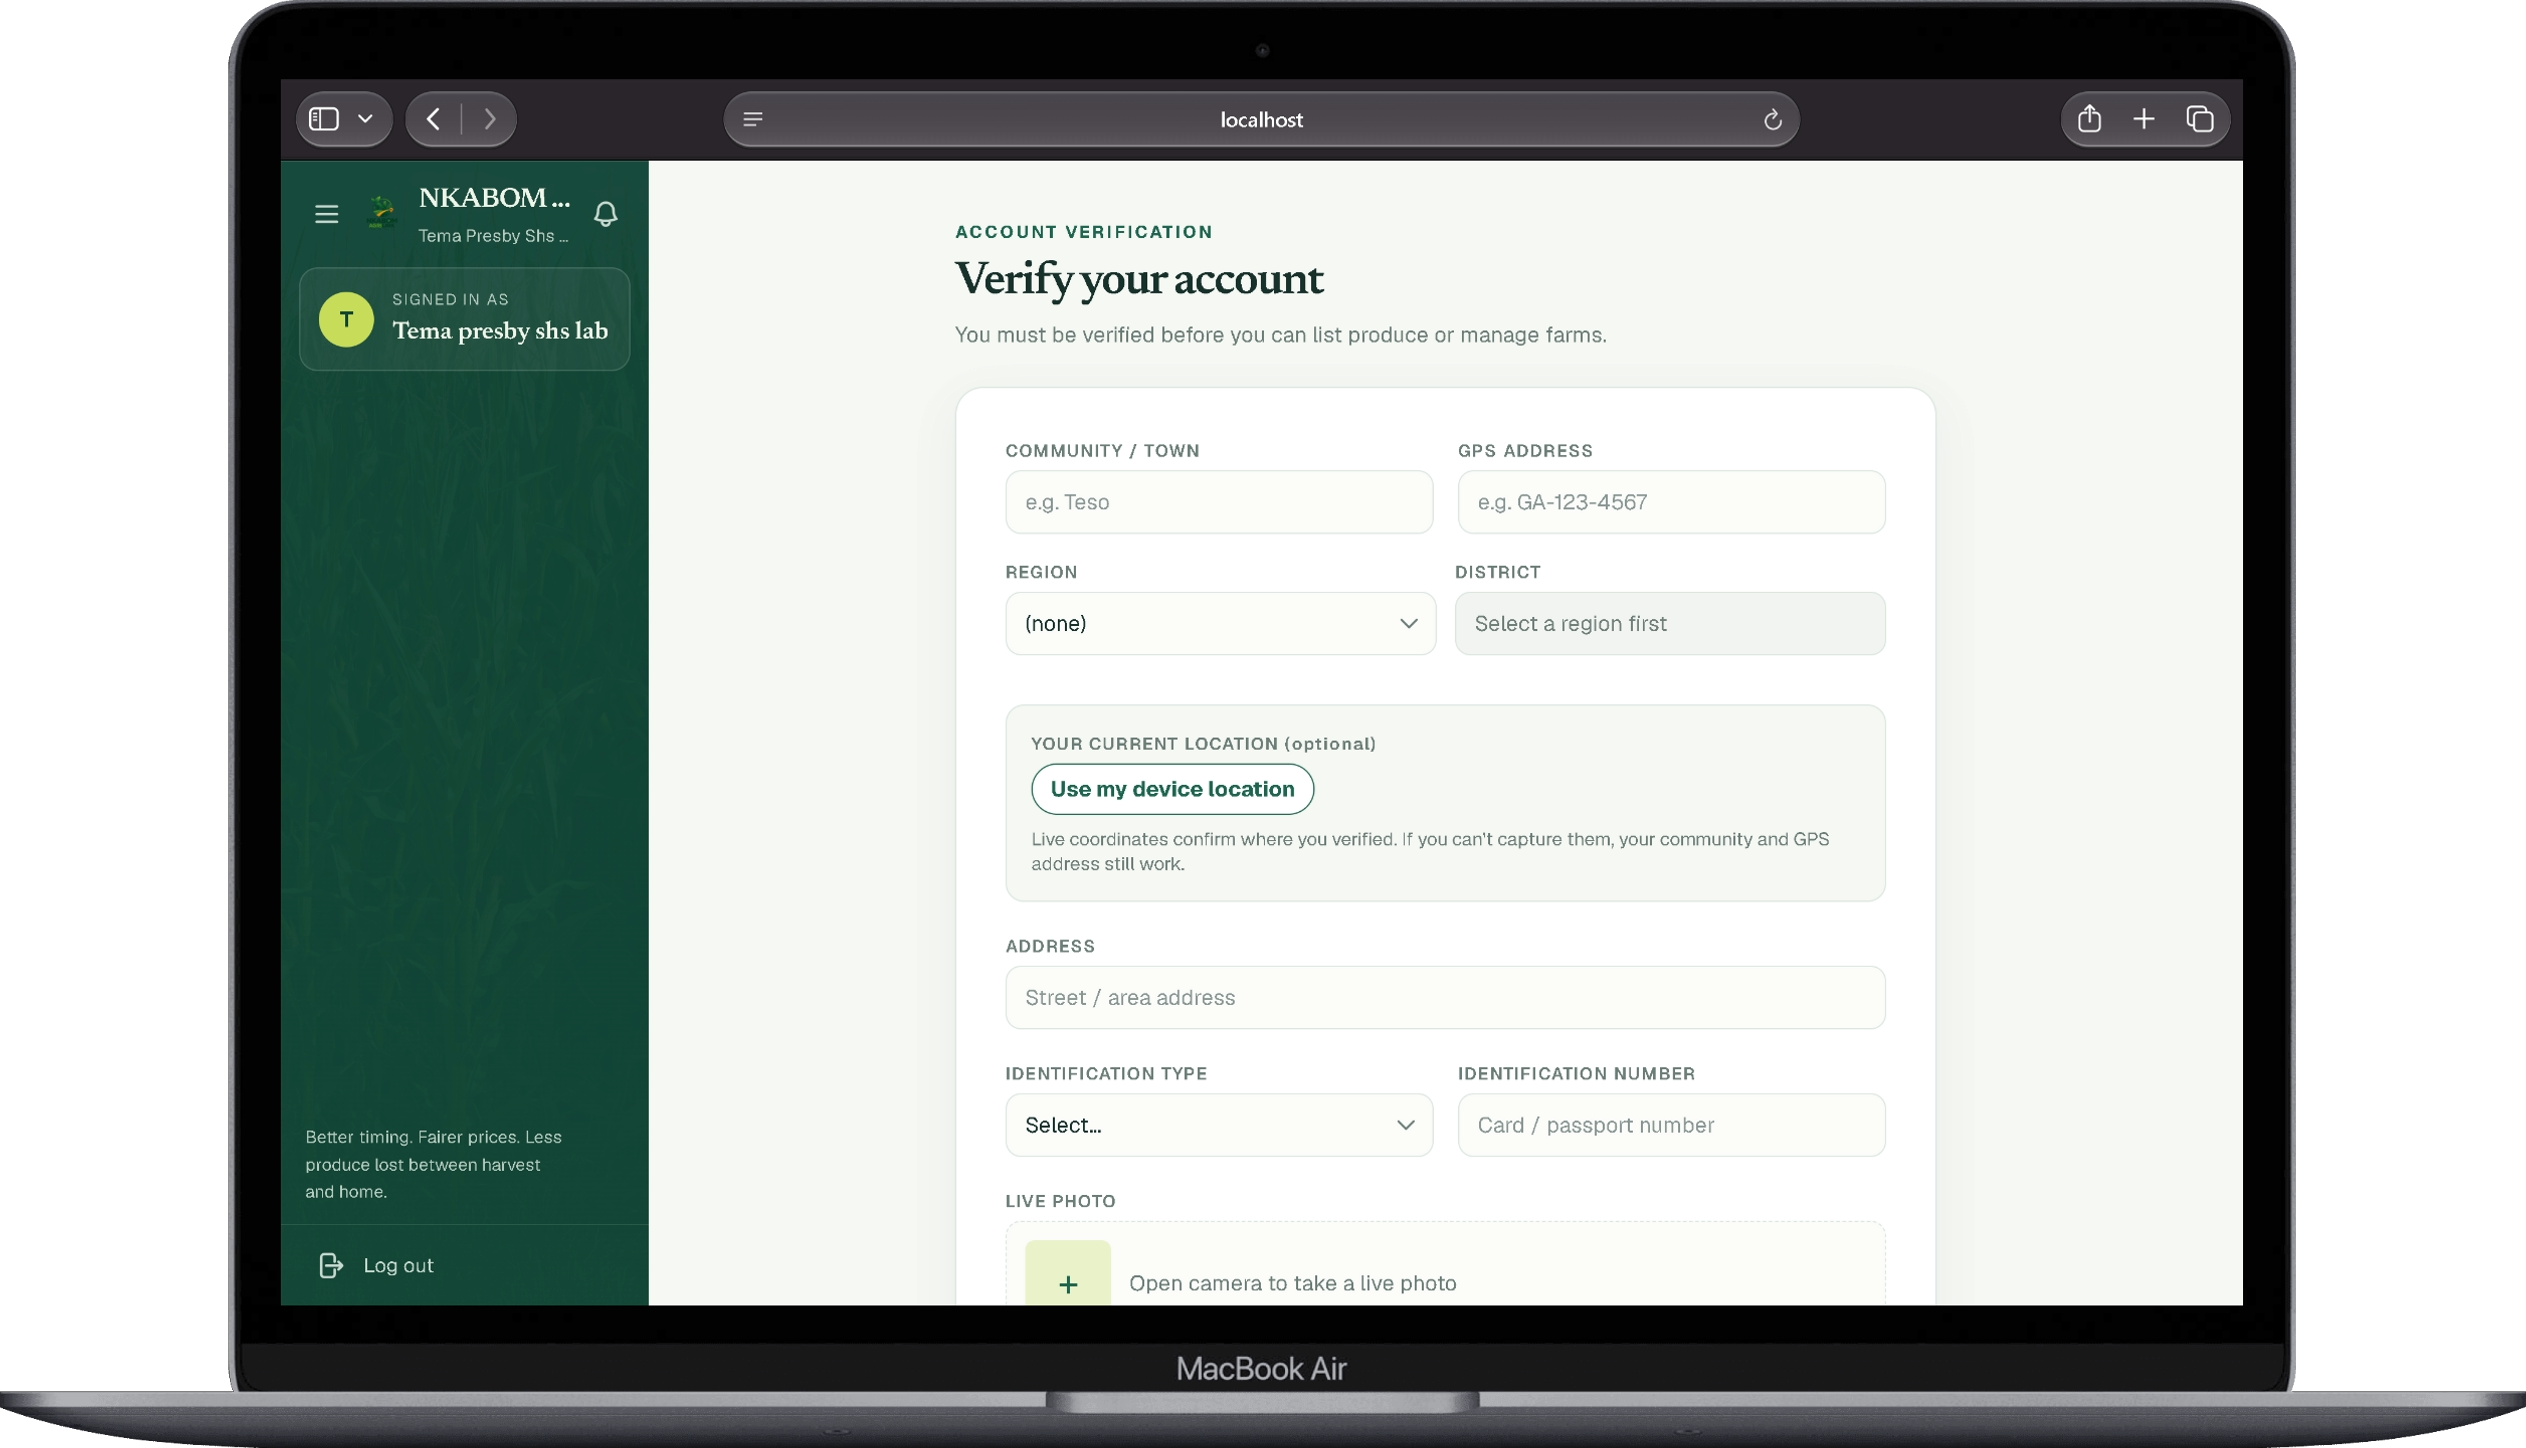 localhost
NKABOM ...
Tema Presby Shs ...
SIGNED IN AS
T
Tema presby shs lab
Better timing. Fairer prices. Less
produce lost between harvest
and home.
Log out
ACCOUNT VERIFICATION
Verify your account
You must be verified before you can list produce or manage farms.
COMMUNITY / TOWN
e.g. Teso
GPS ADDRESS
e.g. GA-123-4567
REGION
(none)
DISTRICT
Select a region first
YOUR CURRENT LOCATION (optional)
Use my device location
Live coordinates confirm where you verified. If you can't capture them, your community and GPS
address still work.
ADDRESS
Street / area address
IDENTIFICATION TYPE
Select...
IDENTIFICATION NUMBER
Card / passport number
LIVE PHOTO
+
Open camera to take a live photo
MacBook Air